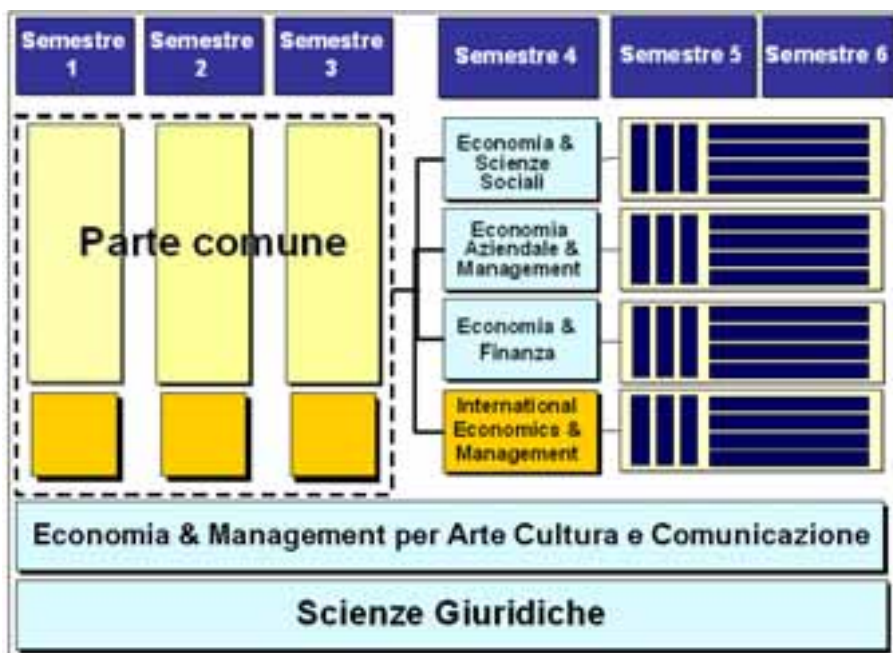 Semestre
1
Semestre
2
Semestre
3
Semestre 4
Semestre 5
Semestre 6
Parte comune
Economia &
Scienze
Sociali
Economia
Aziendale &
Management
Economia &
Finanza
International
Economics &
Management
Economia & Management per Arte Cultura e Comunicazione
Scienze Giuridiche